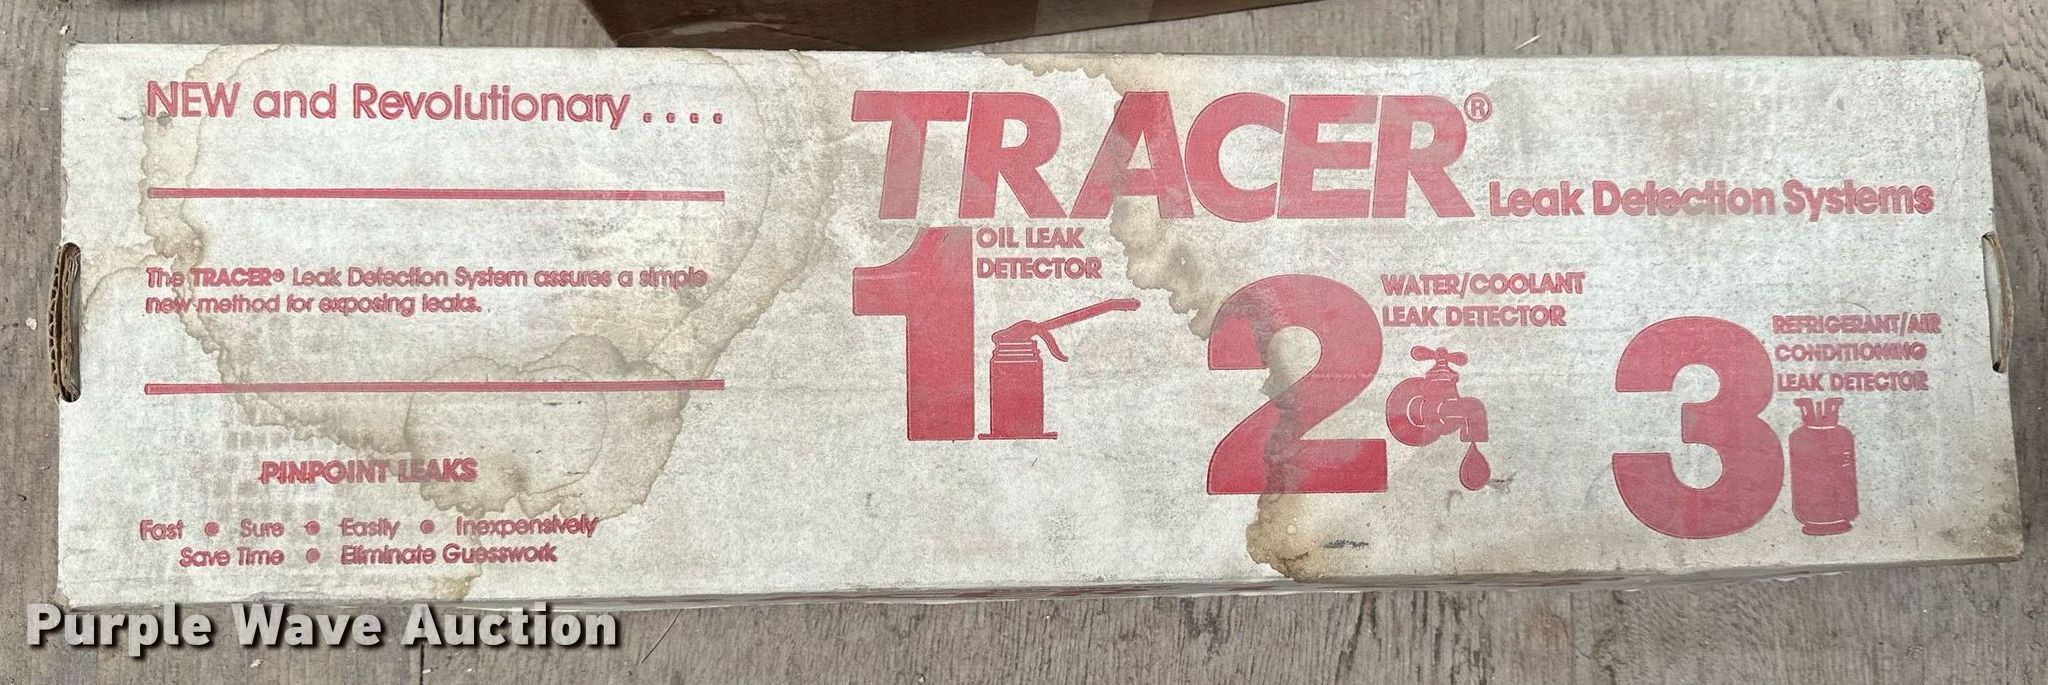 NEW and Revolutionary . . . .
The TRACER® Leak Detection System assures a simple
new method for exposing leaks.
PINPOINT LEAKS
Fast • Sure • Easily • Inexpensively
Save Time • Eliminate Guesswork
TRACER®
Leak Detection Systems
1
OIL LEAK
DETECTOR
2
WATER/COOLANT
LEAK DETECTOR
3
REFRIGERANT/AIR
CONDITIONING
LEAK DETECTOR
Purple Wave Auction